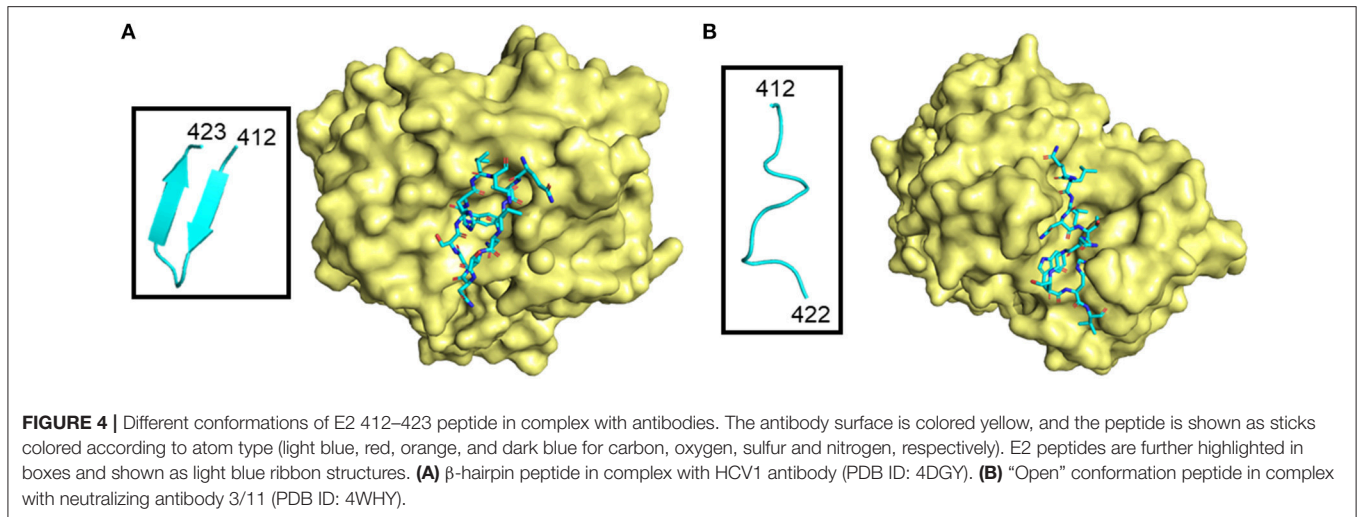 A
B
423 412
412
422
FIGURE 4 | Different conformations of E2 412–423 peptide in complex with antibodies. The antibody surface is colored yellow, and the peptide is shown as sticks
colored according to atom type (light blue, red, orange, and dark blue for carbon, oxygen, sulfur and nitrogen, respectively). E2 peptides are further highlighted in
boxes and shown as light blue ribbon structures. (A) β-hairpin peptide in complex with HCV1 antibody (PDB ID: 4DGY). (B) “Open” conformation peptide in complex
with neutralizing antibody 3/11 (PDB ID: 4WHY).